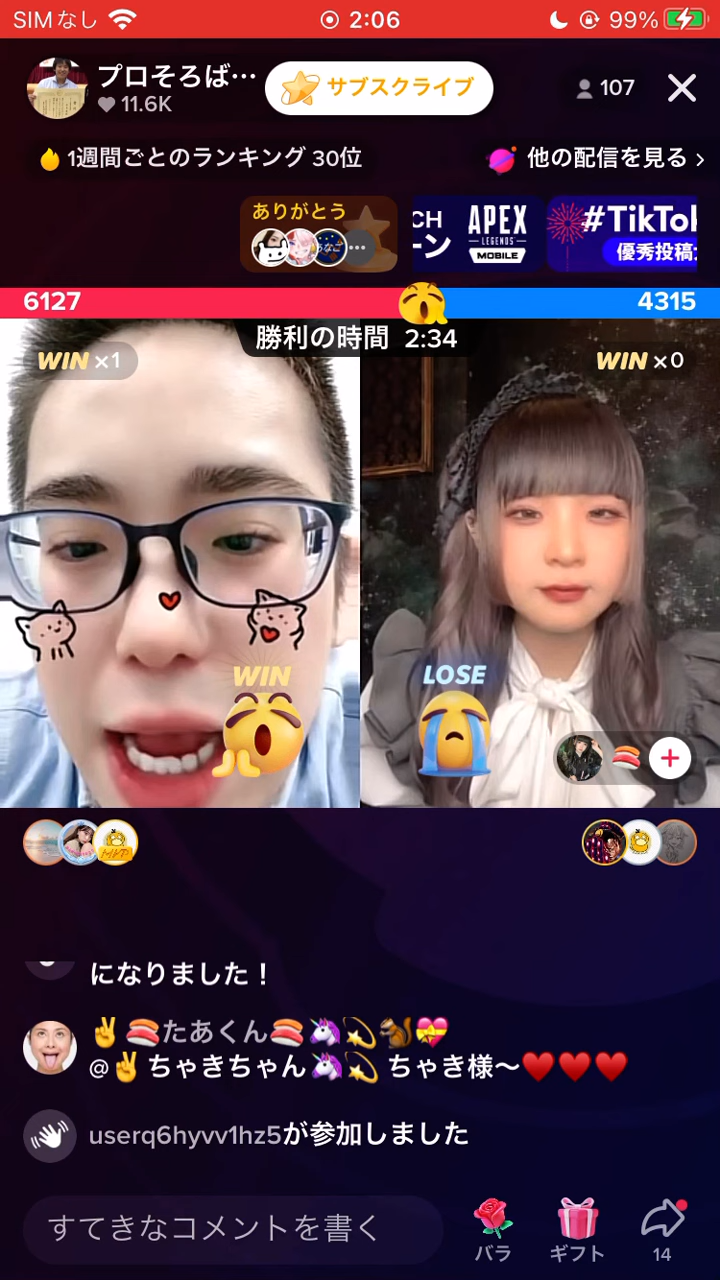 SIMなし 2:06 99%
プロそろば… サブスクライブ 107
11.6K
1週間ごとのランキング 30位 他の配信を見る >
ありがとう
CH
ーン
APEX
LEGENDS
MOBILE
#TikTo
優秀投稿
6127 4315
勝利の時間 2:34
WIN ×1 WIN ×0
WIN LOSE
MVP
になりました！
✌️🍣たあくん🍣🦄💫🐿️💝
@✌️ちゃきちゃん🦄💫 ちゃき様〜❤️❤️❤️
userq6hyvv1hz5が参加しました
すてきなコメントを書く
バラ ギフト 14